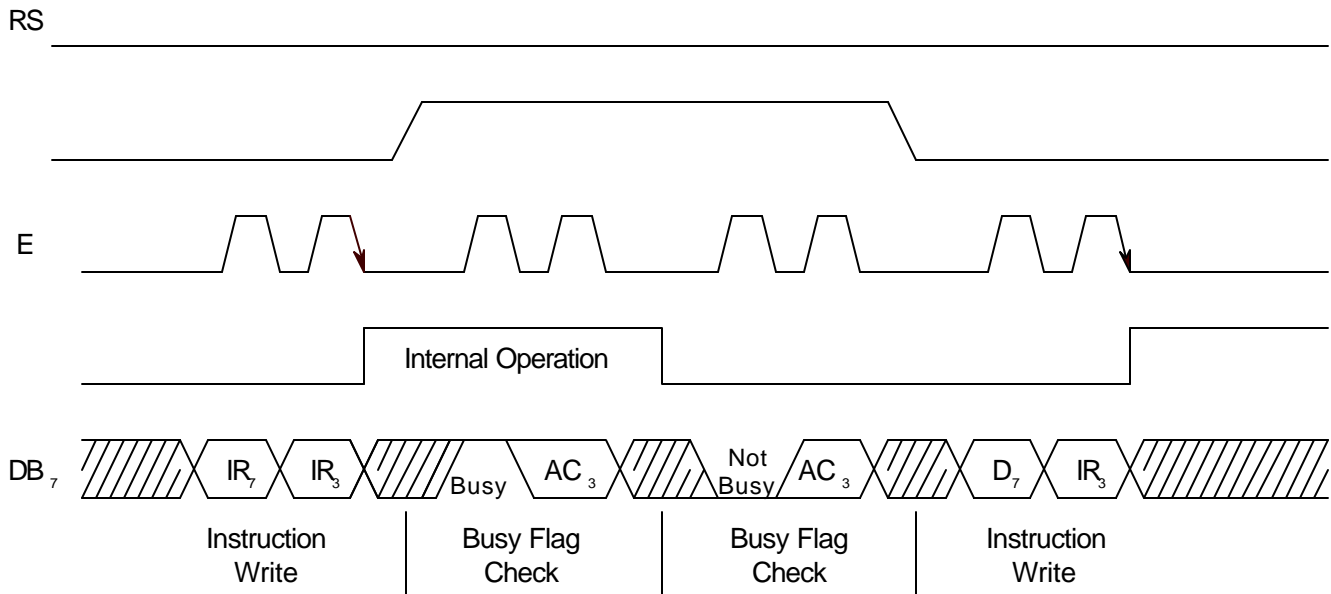 RS
E
Internal Operation
DB₇ IR₇ IR₃ Busy AC₃ Not Busy AC₃ D₇ IR₃
Instruction Write
Busy Flag Check
Busy Flag Check
Instruction Write